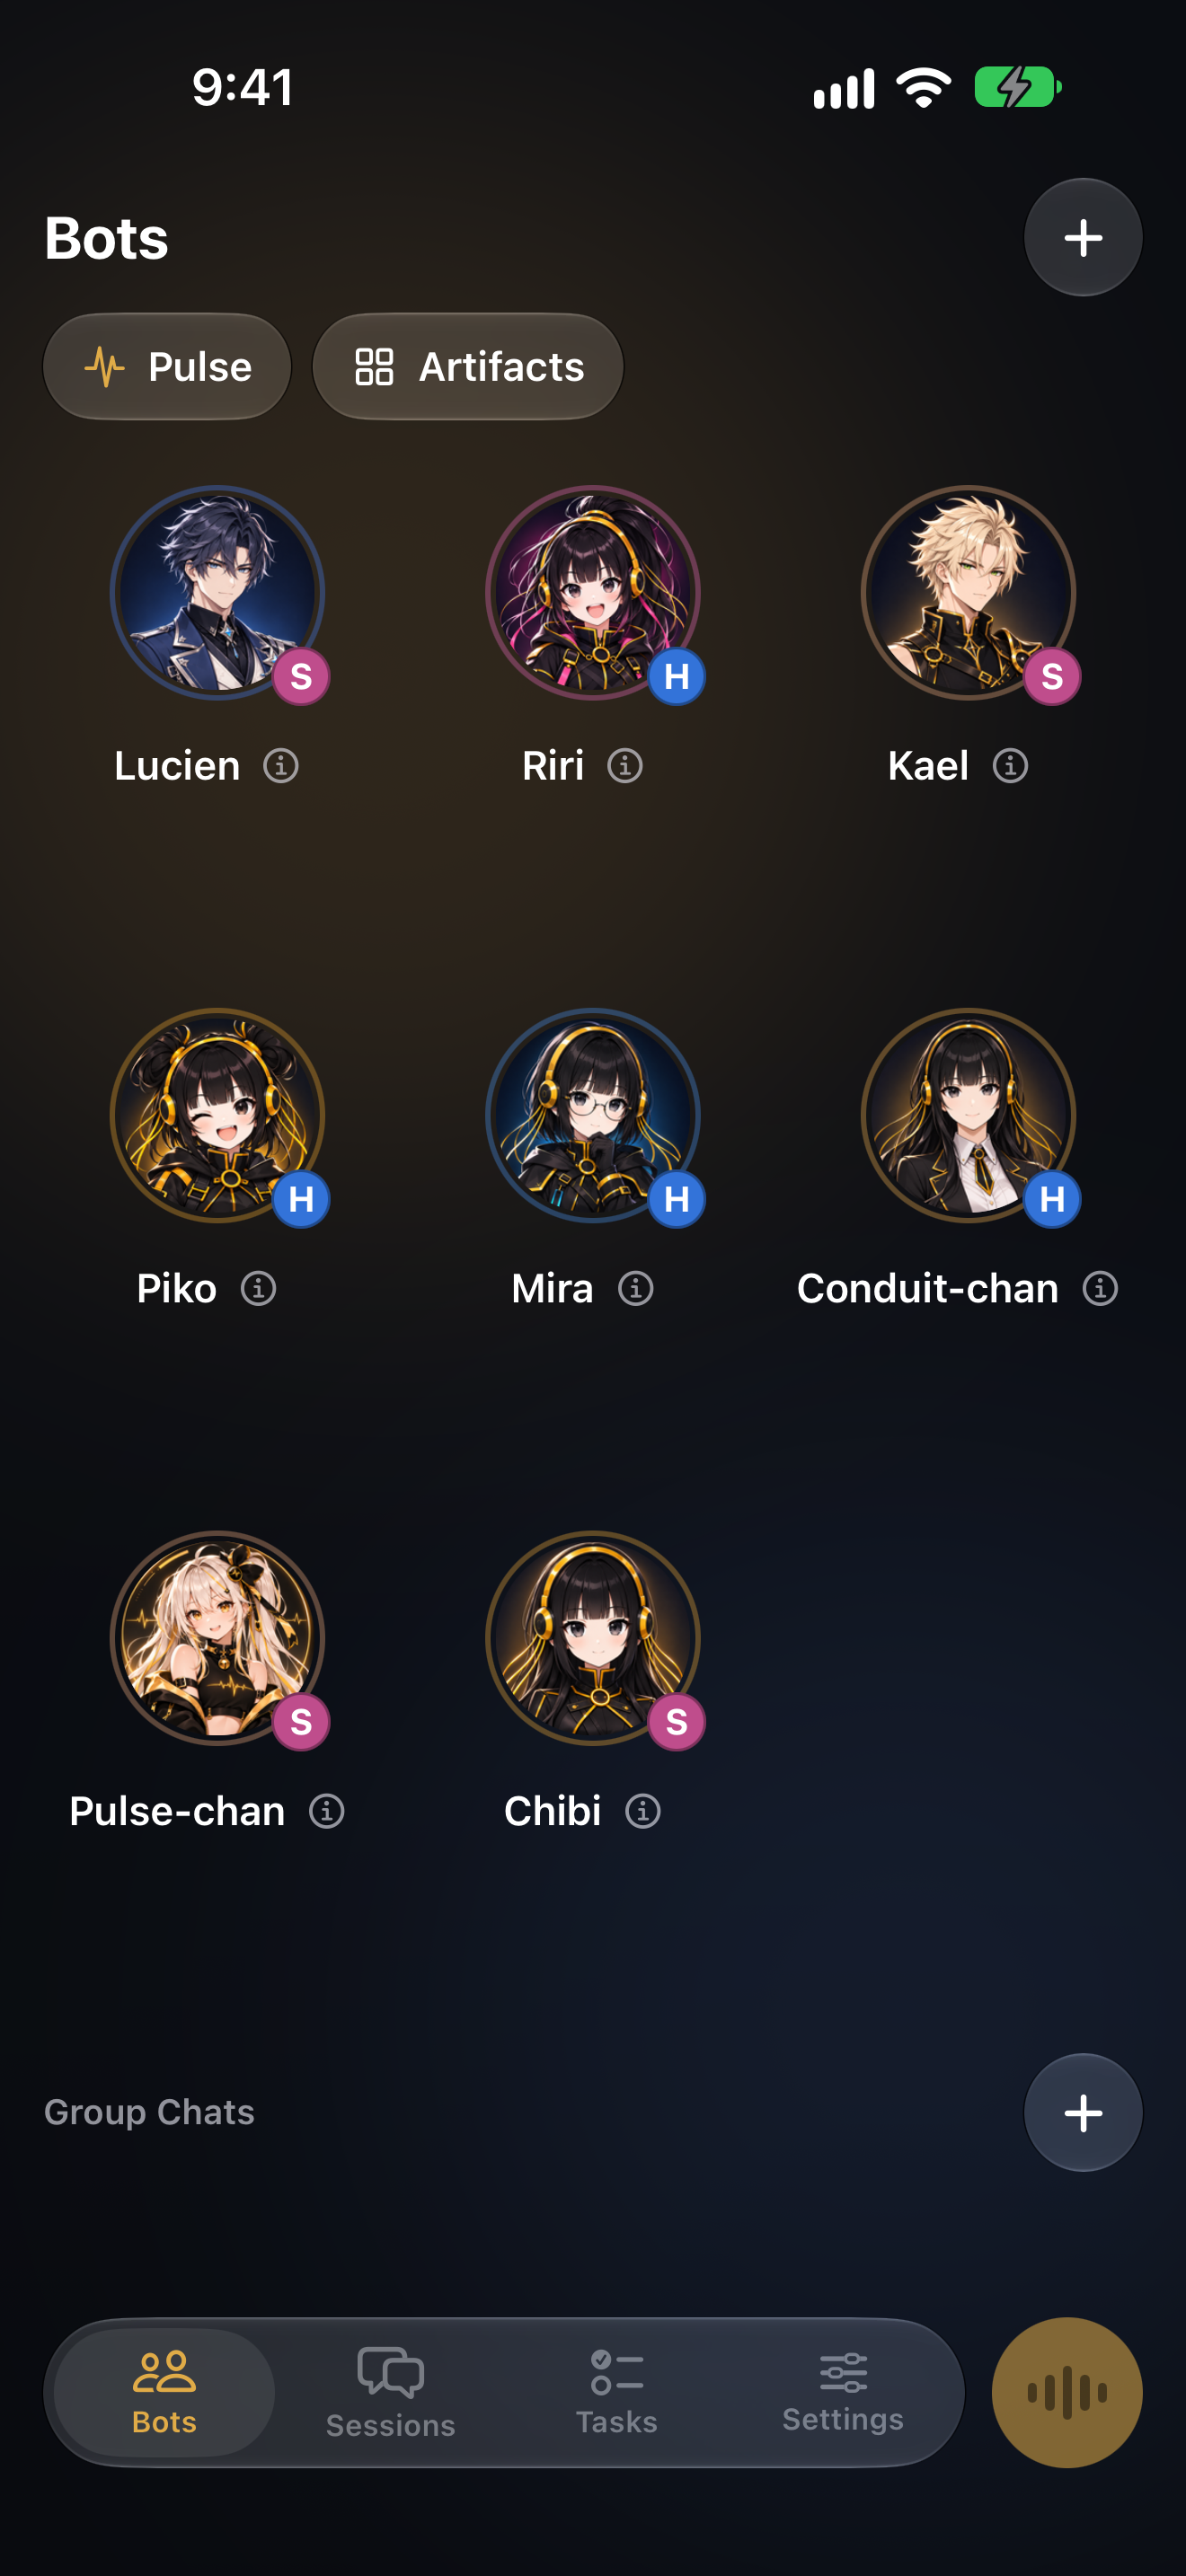 9:41
Bots
Pulse Artifacts
S H S
Lucien Riri Kael
H H H
Piko Mira Conduit-chan
S S
Pulse-chan Chibi
Group Chats
Bots Sessions Tasks Settings